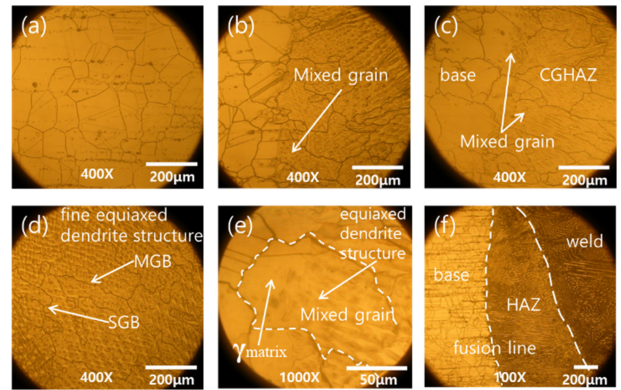 (a)
400X
200μm
(b)
Mixed grain
400X
200μm
(c)
base
CGHAZ
Mixed grain
400X
200μm
(d)
fine equiaxed
dendrite structure
MGB
SGB
400X
200μm
(e)
equiaxed
dendrite
structure
Mixed grain
γmatrix
1000X
50μm
(f)
weld
base
HAZ
fusion line
100X
200μm